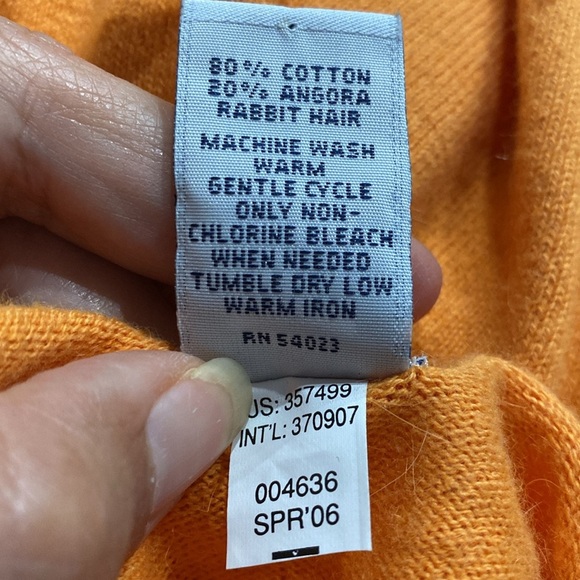 80% COTTON
20% ANGORA
RABBIT HAIR
MACHINE WASH
WARM
GENTLE CYCLE
ONLY NON-
CHLORINE BLEACH
WHEN NEEDED
TUMBLE DRY LOW
WARM IRON
RN 54023
US: 357499
INT'L: 370907
004636
SPR'06